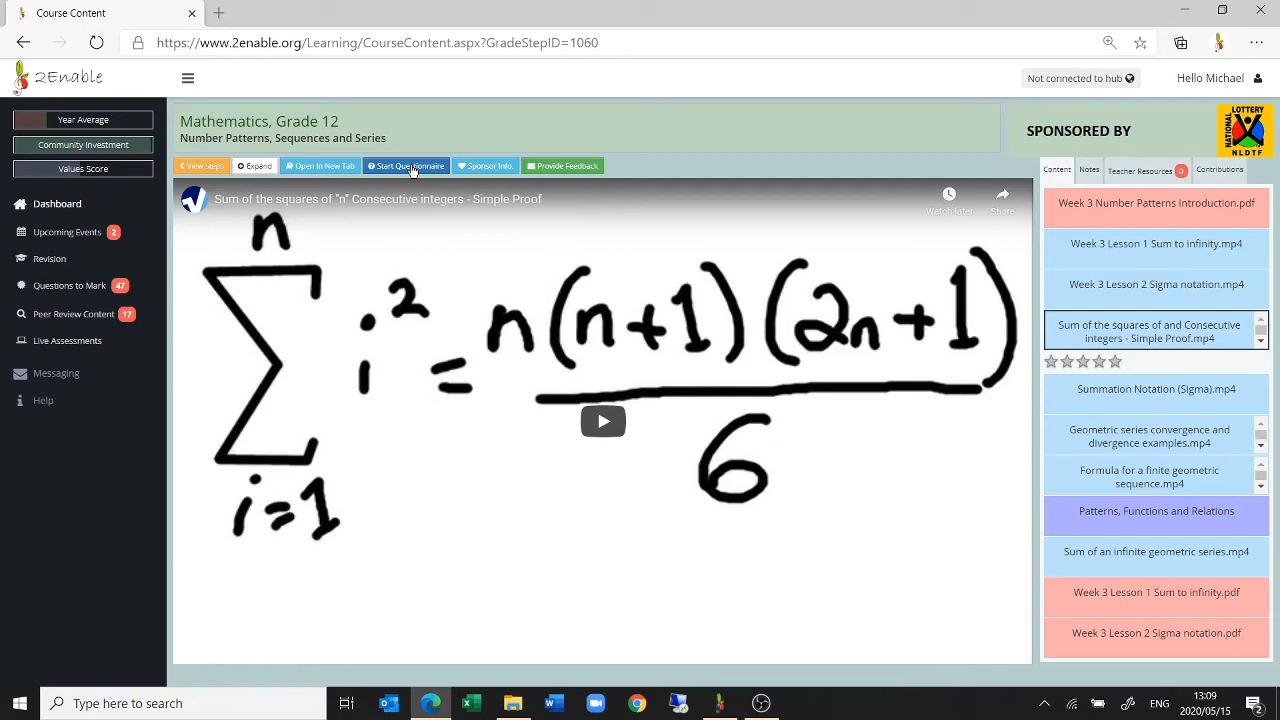 Course Content
https://www.2enable.org/Learning/CourseContent.aspx?GradeStepID=1060
2Enable
Not connected to hub
Hello Michael
Year Average
Community Investment
Values Score
Dashboard
Upcoming Events 2
Revision
Questions to Mark 47
Peer Review Content 17
Live Assessments
Messaging
Help
Mathematics, Grade 12
Number Patterns, Sequences and Series
SPONSORED BY
NATIONAL LOTTERY
NLDTF
View Steps
Expand
Open In New Tab
Start Questionnaire
Sponsor Info.
Provide Feedback
Sum of the squares of "n" Consecutive integers - Simple Proof
Watch later
Share
n
∑ i² = n(n+1)(2n+1)
i
6
i=1
Content
Notes
Teacher Resources 0
Contributions
Week 3 Number Patterns Introduction.pdf
Week 3 Lesson 1 Sum to infinity.mp4
Week 3 Lesson 2 Sigma notation.mp4
Sum of the squares of and Consecutive
integers - Simple Proof.mp4
Summation Notation (Sigma).mp4
Geometric series convergence and
divergence examples.mp4
Formula for a finite geometric
sequence.mp4
Patterns, Functions and Relations
Sum of an infinite geometric series.mp4
Week 3 Lesson 1 Sum to infinity.pdf
Week 3 Lesson 2 Sigma notation.pdf
Type here to search
ENG
13:09
2020/05/15